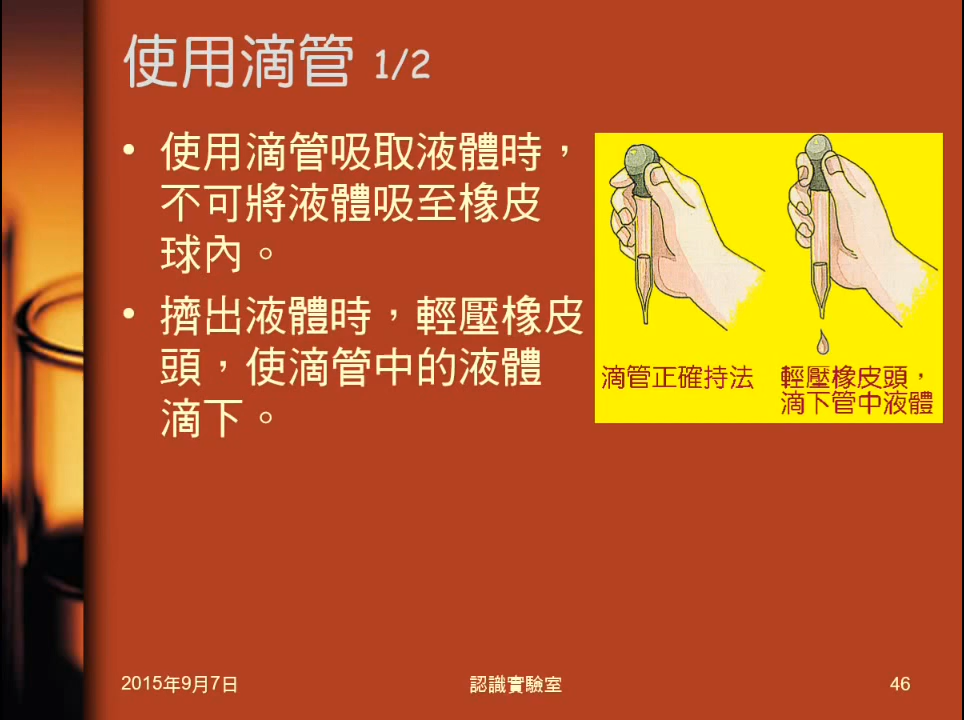 使用滴管 1/2
• 使用滴管吸取液體時，
不可將液體吸至橡皮
球內。
• 擠出液體時，輕壓橡皮
頭，使滴管中的液體
滴下。
滴管正確持法
輕壓橡皮頭，
滴下管中液體
2015年9月7日
認識實驗室
46